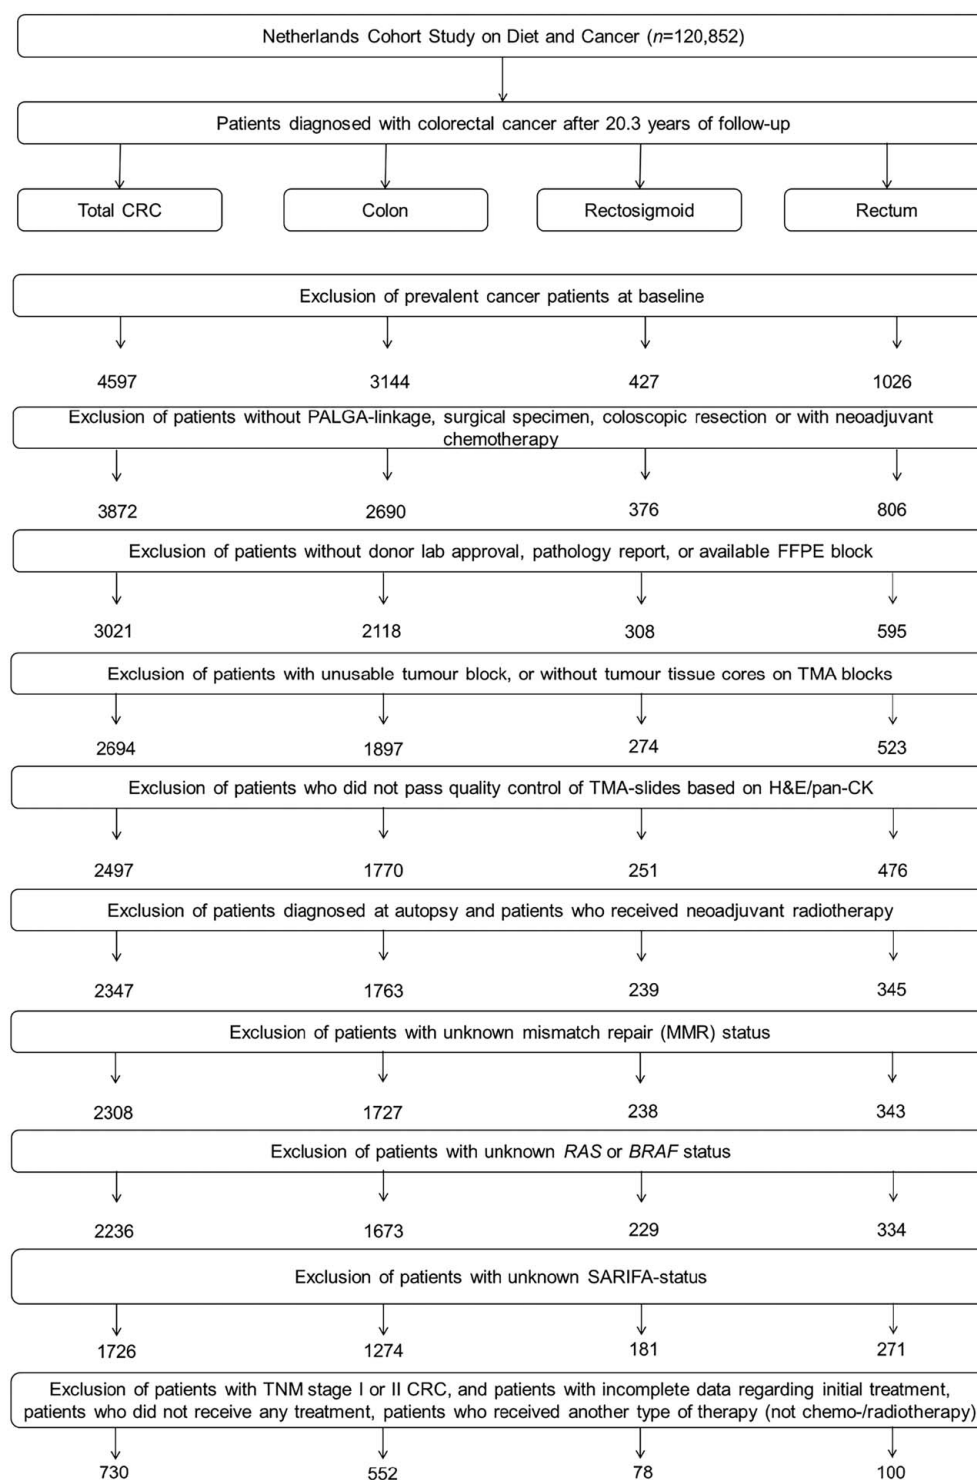 Netherlands Cohort Study on Diet and Cancer (n=120,852)
Patients diagnosed with colorectal cancer after 20.3 years of follow-up
Total CRC Colon Rectosigmoid Rectum
Exclusion of prevalent cancer patients at baseline
4597 3144 427 1026
Exclusion of patients without PALGA-linkage, surgical specimen, coloscopic resection or with neoadjuvant
chemotherapy
3872 2690 376 806
Exclusion of patients without donor lab approval, pathology report, or available FFPE block
3021 2118 308 595
Exclusion of patients with unusable tumour block, or without tumour tissue cores on TMA blocks
2694 1897 274 523
Exclusion of patients who did not pass quality control of TMA-slides based on H&E/pan-CK
2497 1770 251 476
Exclusion of patients diagnosed at autopsy and patients who received neoadjuvant radiotherapy
2347 1763 239 345
Exclusion of patients with unknown mismatch repair (MMR) status
2308 1727 238 343
Exclusion of patients with unknown RAS or BRAF status
2236 1673 229 334
Exclusion of patients with unknown SARIFA-status
1726 1274 181 271
Exclusion of patients with TNM stage I or II CRC, and patients with incomplete data regarding initial treatment,
patients who did not receive any treatment, patients who received another type of therapy (not chemo-/radiotherapy)
730 552 78 100